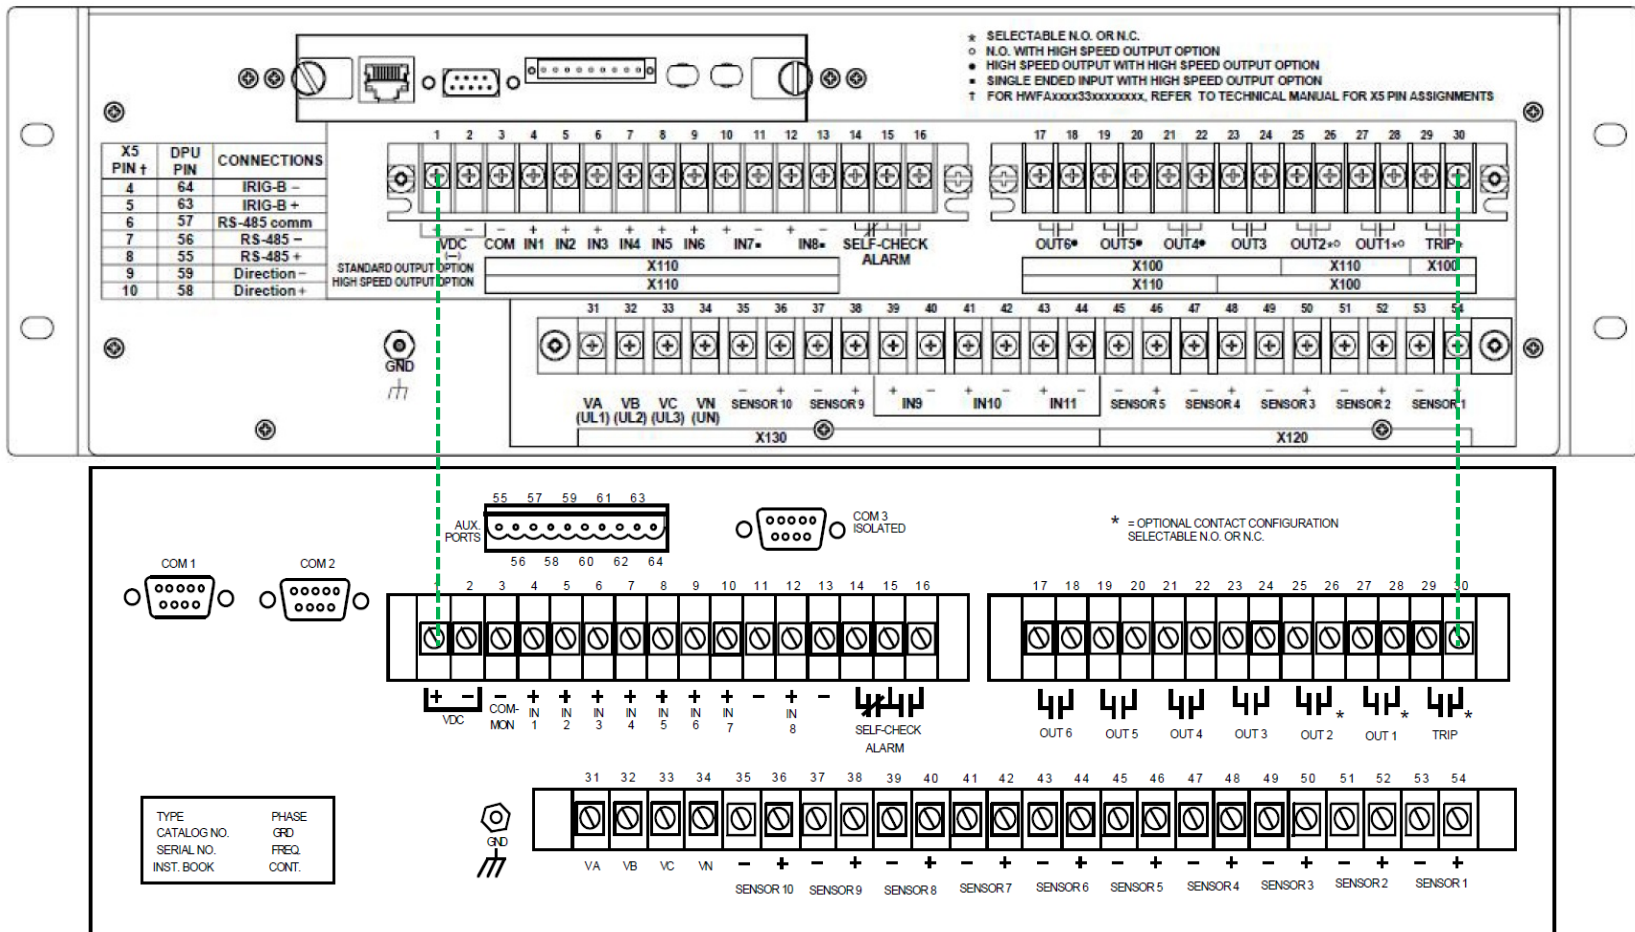 * SELECTABLE N.O. OR N.C.
○ N.O. WITH HIGH SPEED OUTPUT OPTION
● HIGH SPEED OUTPUT WITH HIGH SPEED OUTPUT OPTION
▪ SINGLE ENDED INPUT WITH HIGH SPEED OUTPUT OPTION
† FOR HWFAxxxx33xxxxxxxx, REFER TO TECHNICAL MANUAL FOR X5 PIN ASSIGNMENTS
X5 PIN † DPU PIN CONNECTIONS
4 64 IRIG-B −
5 63 IRIG-B +
6 57 RS-485 comm
7 56 RS-485 −
8 55 RS-485 +
9 59 Direction −
10 58 Direction +
1 2 3 4 5 6 7 8 9 10 11 12 13 14 15 16 17 18 19 20 21 22 23 24 25 26 27 28 29 30
+ − − + + + + + + + − + −
VDC COM IN1 IN2 IN3 IN4 IN5 IN6 IN7▪ IN8▪ SELF-CHECK OUT6● OUT5● OUT4● OUT3 OUT2*○ OUT1*○ TRIP*
(—) ALARM
STANDARD OUTPUT OPTION X110 X100 X110 X100
HIGH SPEED OUTPUT OPTION X110 X110 X100
31 32 33 34 35 36 37 38 39 40 41 42 43 44 45 46 47 48 49 50 51 52 53 54
GND
− + − + + − + − + − − + − + − + − + − +
VA VB VC VN SENSOR 10 SENSOR 9 IN9 IN10 IN11 SENSOR 5 SENSOR 4 SENSOR 3 SENSOR 2 SENSOR 1
(UL1) (UL2) (UL3) (UN)
X130 X120
55 57 59 61 63
AUX.
PORTS
56 58 60 62 64
COM 3
ISOLATED
* = OPTIONAL CONTACT CONFIGURATION
SELECTABLE N.O. OR N.C.
COM 1 COM 2
1 2 3 4 5 6 7 8 9 10 11 12 13 14 15 16 17 18 19 20 21 22 23 24 25 26 27 28 29 30
+ − − + + + + + + + − + −
VDC COM-
MON IN
1 IN
2 IN
3 IN
4 IN
5 IN
6 IN
7 IN
8 SELF-CHECK
ALARM OUT 6 OUT 5 OUT 4 OUT 3 OUT 2 * OUT 1 * TRIP *
31 32 33 34 35 36 37 38 39 40 41 42 43 44 45 46 47 48 49 50 51 52 53 54
TYPE PHASE
CATALOG NO. GRD
SERIAL NO. FREQ.
INST. BOOK CONT.
GND
VA VB VC VN − + − + − + − + − + − + − + − + − + − +
SENSOR 10 SENSOR 9 SENSOR 8 SENSOR 7 SENSOR 6 SENSOR 5 SENSOR 4 SENSOR 3 SENSOR 2 SENSOR 1